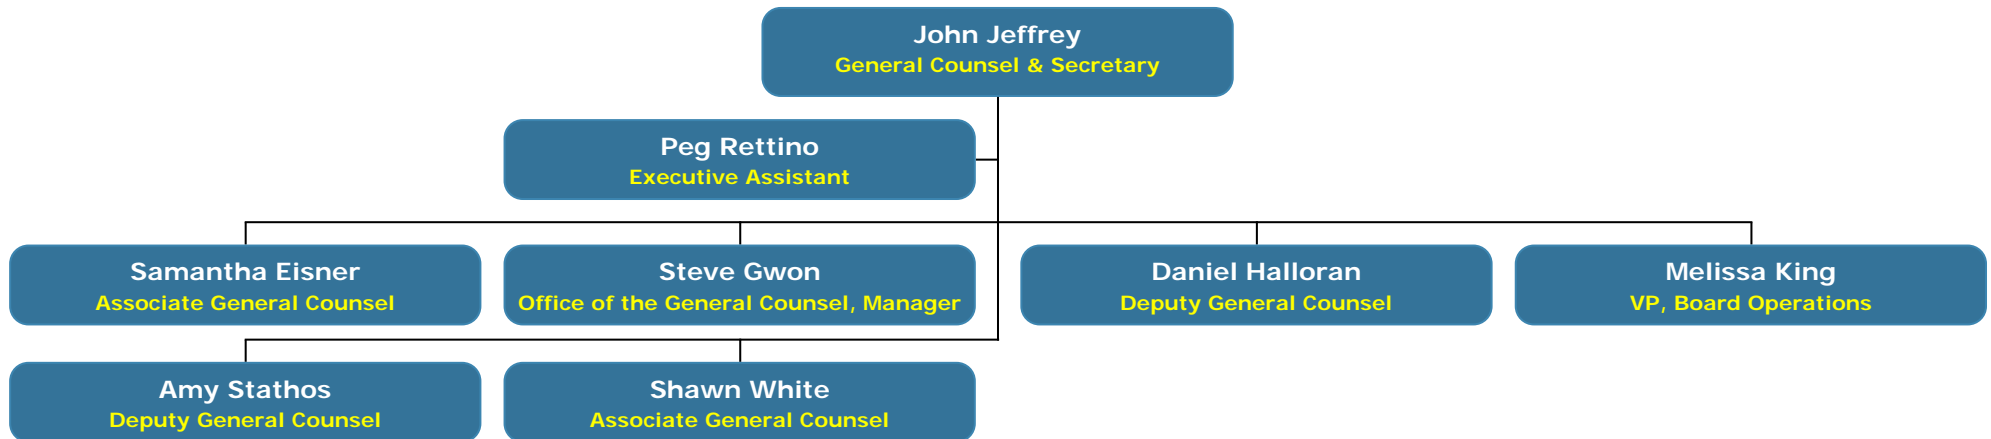 John Jeffrey
General Counsel & Secretary
Peg Rettino
Executive Assistant
Samantha Eisner
Associate General Counsel
Steve Gwon
Office of the General Counsel, Manager
Daniel Halloran
Deputy General Counsel
Melissa King
VP, Board Operations
Amy Stathos
Deputy General Counsel
Shawn White
Associate General Counsel